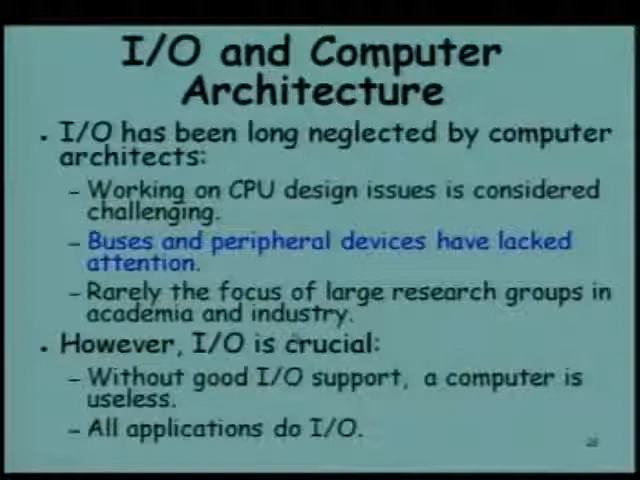 I/O and Computer
Architecture
• I/O has been long neglected by computer
architects:
– Working on CPU design issues is considered
challenging.
– Buses and peripheral devices have lacked
attention.
– Rarely the focus of large research groups in
academia and industry.
• However, I/O is crucial:
– Without good I/O support, a computer is
useless.
– All applications do I/O.